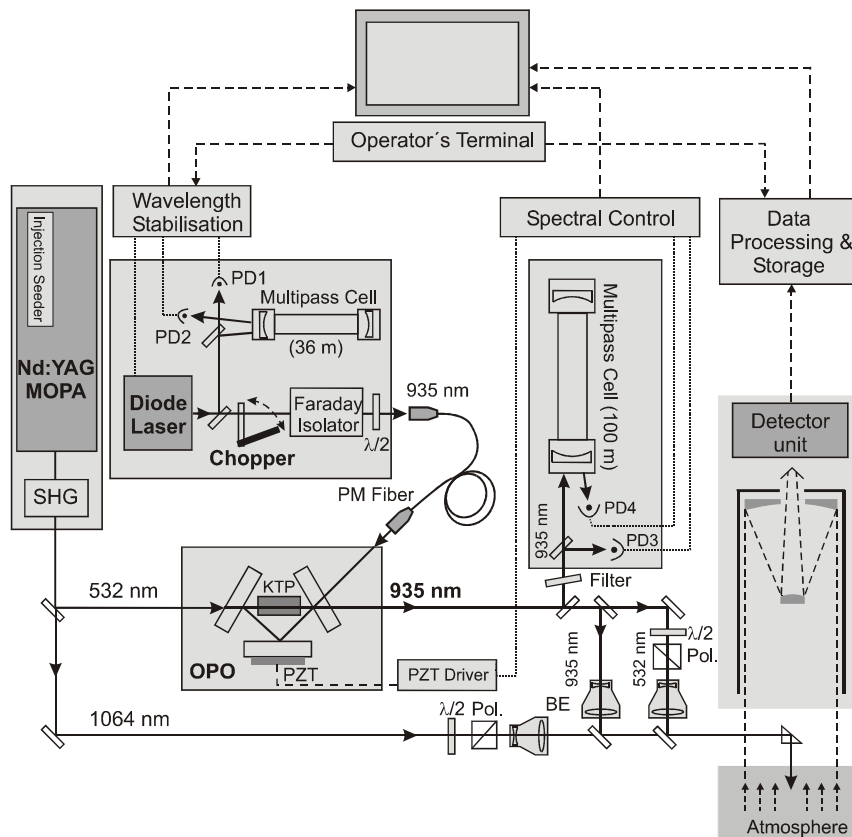 Operator´s Terminal
Wavelength
Stabilisation
Spectral Control
Data
Processing &
Storage
Injection Seeder
Nd:YAG
MOPA
SHG
PD1
PD2
Multipass Cell
(36 m)
Diode
Laser
Faraday
Isolator
Chopper
λ/2
935 nm
PM Fiber
Multipass Cell (100 m)
PD4
PD3
935 nm
Filter
Detector
unit
532 nm
KTP
935 nm
OPO
PZT
PZT Driver
935 nm
532 nm
λ/2
Pol.
BE
1064 nm
λ/2 Pol.
Atmosphere